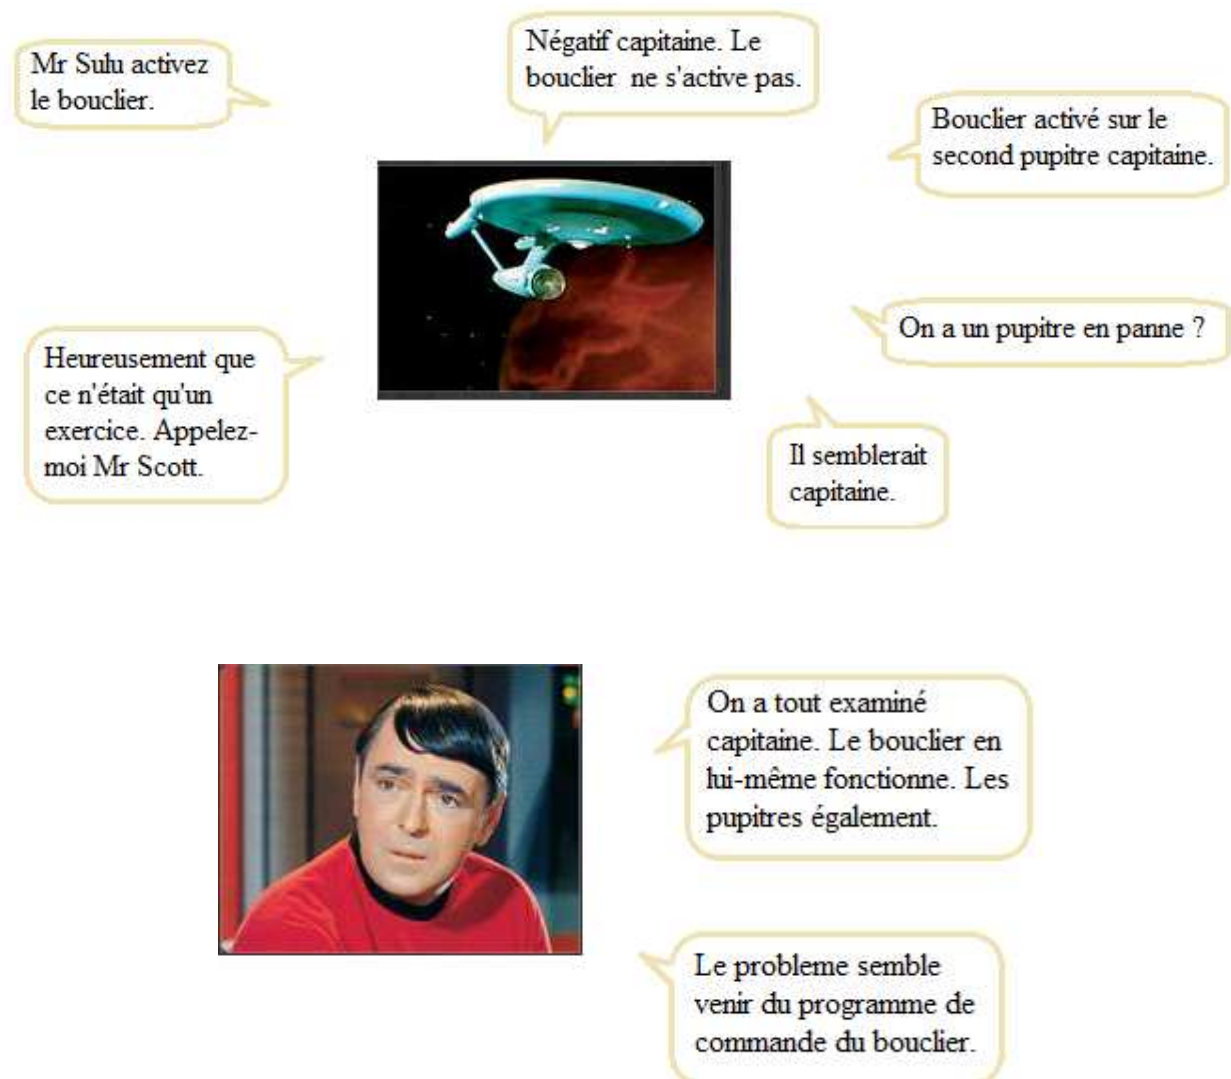 Mr Sulu activez
le bouclier.
Négatif capitaine. Le
bouclier ne s'active pas.
Bouclier activé sur le
second pupitre capitaine.
On a un pupitre en panne ?
Il semblerait
capitaine.
Heureusement que
ce n'était qu'un
exercice. Appelez-
moi Mr Scott.
On a tout examiné
capitaine. Le bouclier en
lui-même fonctionne. Les
pupitres également.
Le probleme semble
venir du programme de
commande du bouclier.